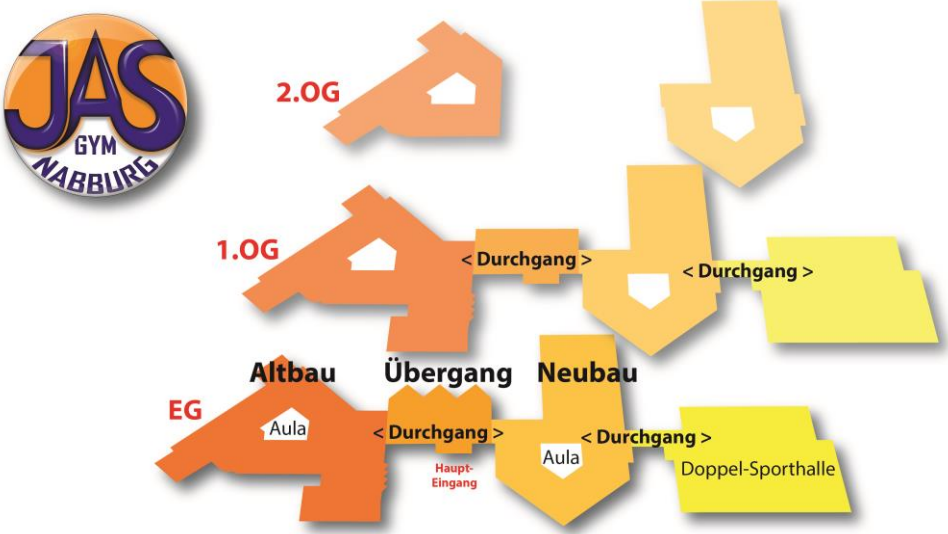 JAS
GYM
NABBURG
2.OG
1.OG
< Durchgang >
< Durchgang >
Altbau
Übergang
Neubau
EG
Aula
< Durchgang >
Haupt-
Eingang
Aula
< Durchgang >
Doppel-Sporthalle